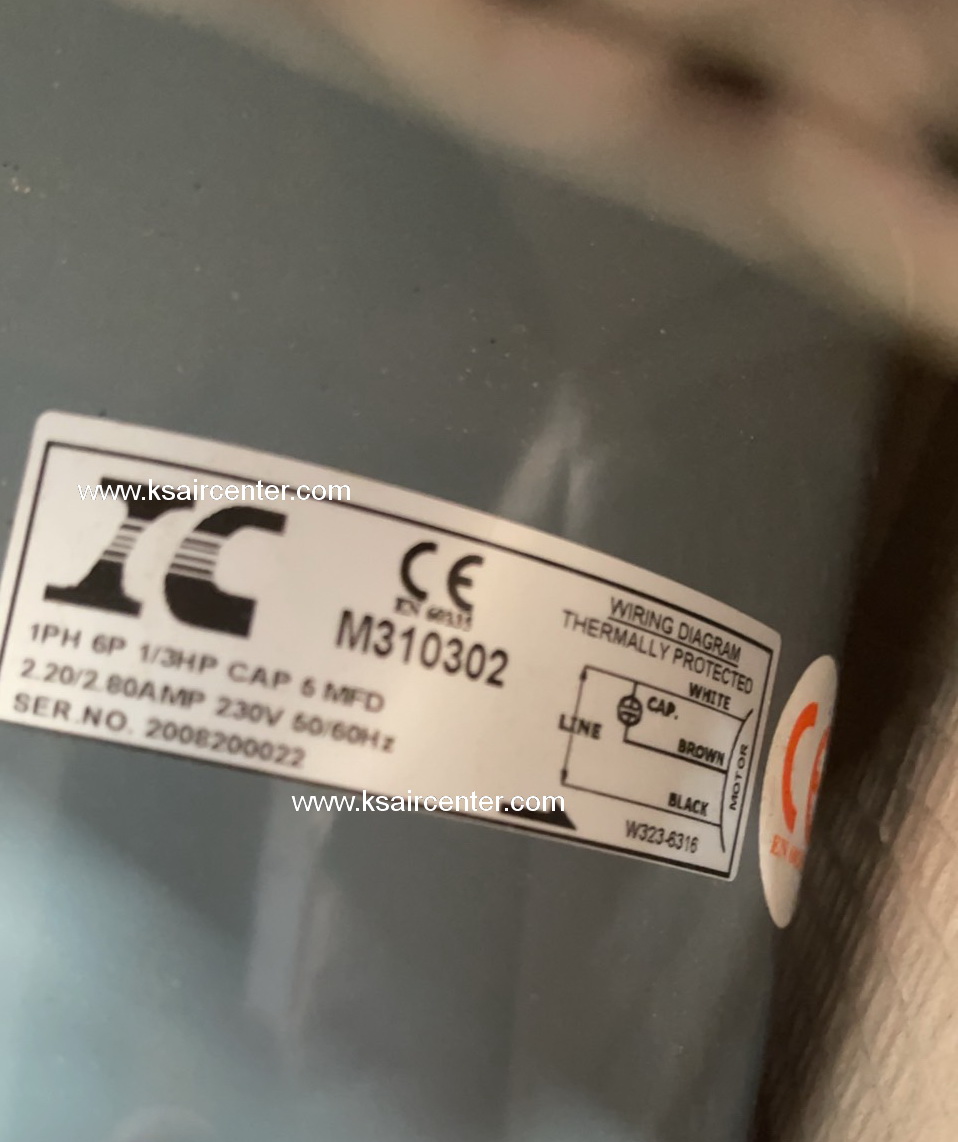 www.ksaircenter.com
CE
EN 60335
M310302
1PH 6P 1/3HP CAP 5 MFD
2.20/2.80AMP 230V 50/60Hz
SER.NO. 2008200022
www.ksaircenter.com
WIRING DIAGRAM
THERMALLY PROTECTED
WHITE
CAP.
LINE
BROWN
MOTOR
BLACK
W323-6316
EN